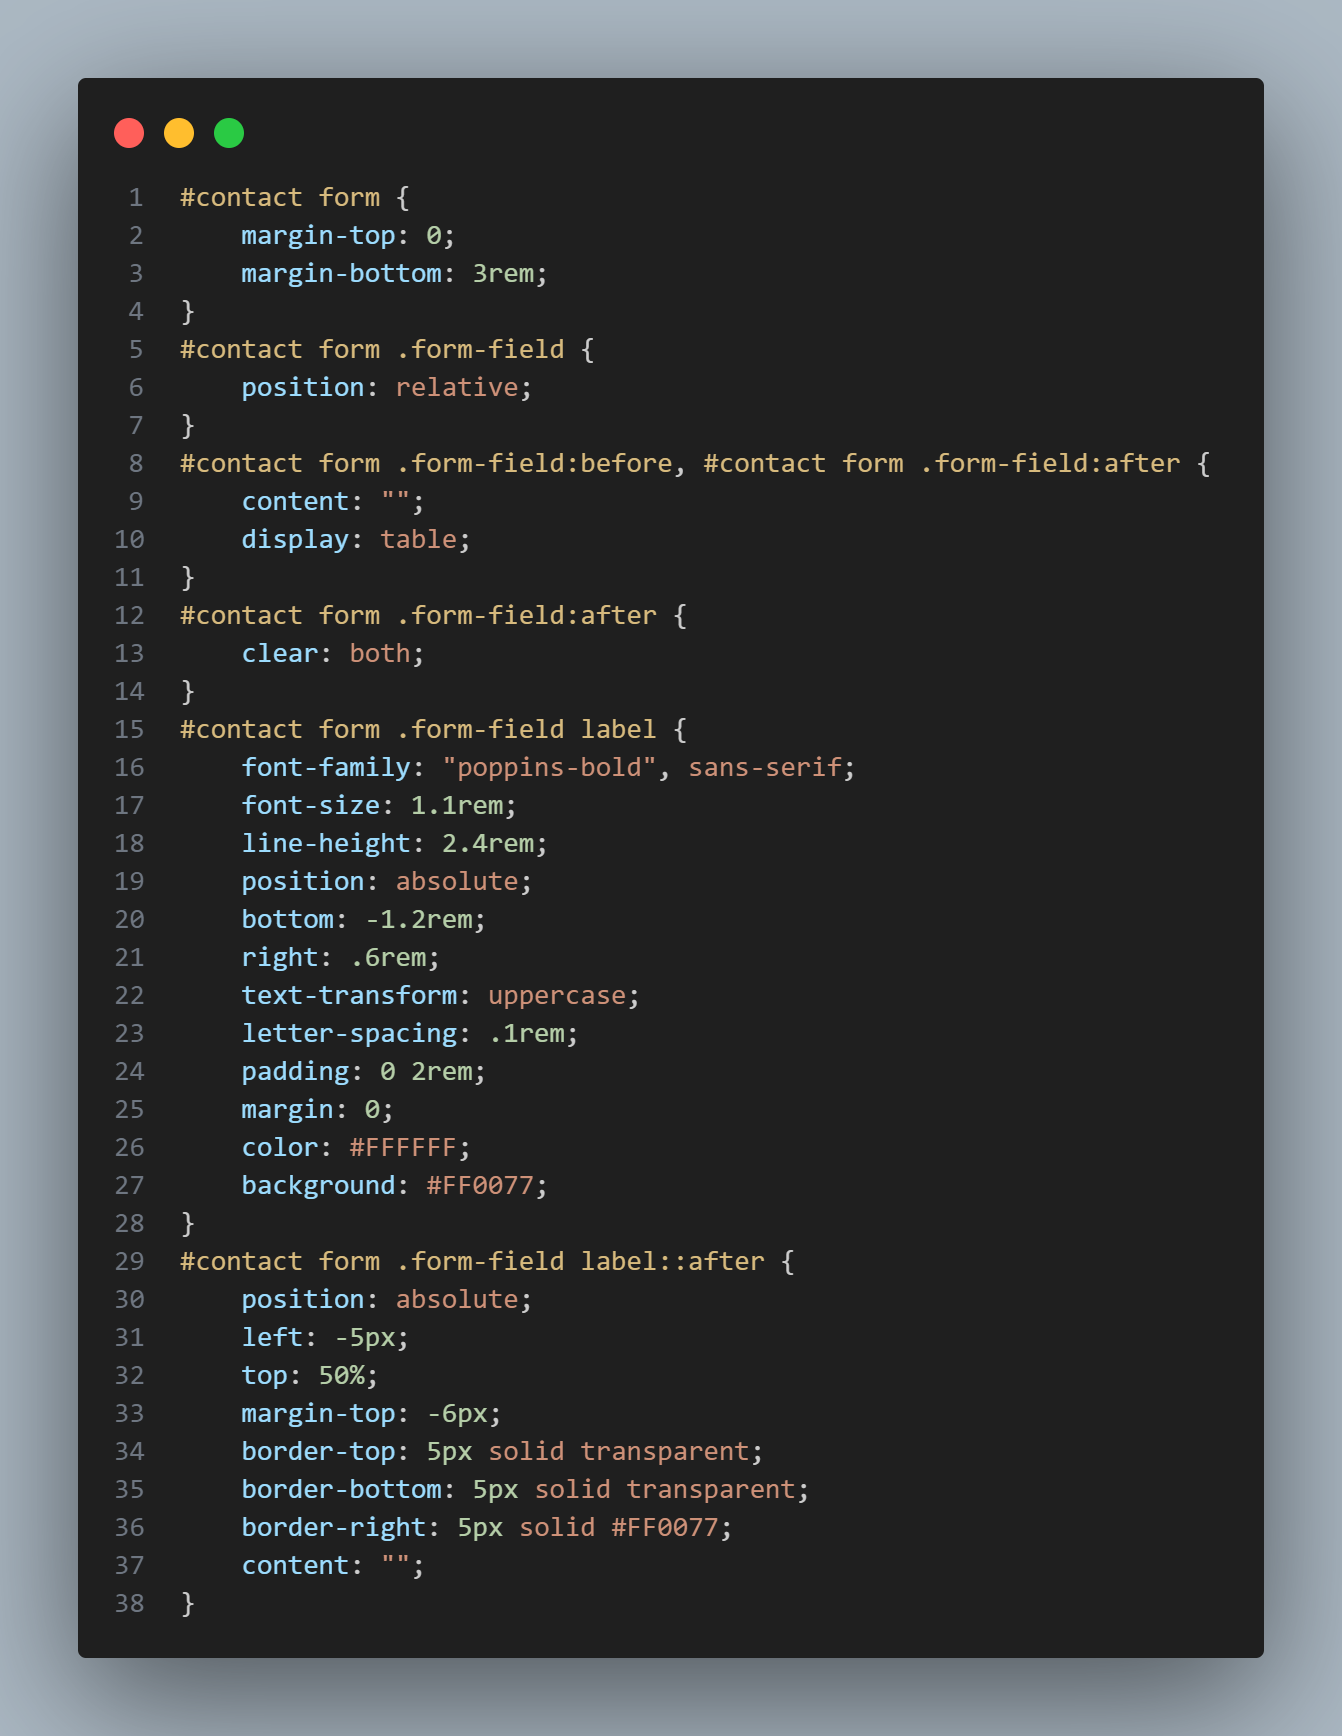 1 #contact form {
2     margin-top: 0;
3     margin-bottom: 3rem;
4 }
5 #contact form .form-field {
6     position: relative;
7 }
8 #contact form .form-field:before, #contact form .form-field:after {
9     content: "";
10     display: table;
11 }
12 #contact form .form-field:after {
13     clear: both;
14 }
15 #contact form .form-field label {
16     font-family: "poppins-bold", sans-serif;
17     font-size: 1.1rem;
18     line-height: 2.4rem;
19     position: absolute;
20     bottom: -1.2rem;
21     right: .6rem;
22     text-transform: uppercase;
23     letter-spacing: .1rem;
24     padding: 0 2rem;
25     margin: 0;
26     color: #FFFFFF;
27     background: #FF0077;
28 }
29 #contact form .form-field label::after {
30     position: absolute;
31     left: -5px;
32     top: 50%;
33     margin-top: -6px;
34     border-top: 5px solid transparent;
35     border-bottom: 5px solid transparent;
36     border-right: 5px solid #FF0077;
37     content: "";
38 }